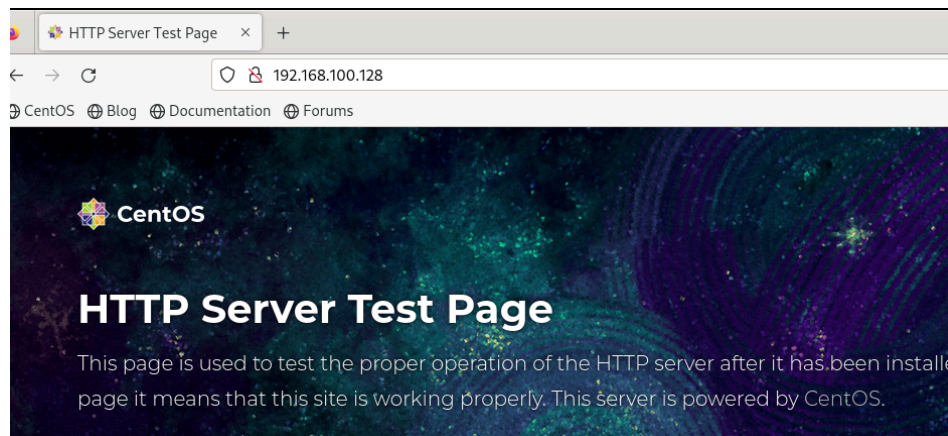 HTTP Server Test Page
192.168.100.128
CentOS Blog Documentation Forums
CentOS
HTTP Server Test Page
This page is used to test the proper operation of the HTTP server after it has been installe
page it means that this site is working properly. This server is powered by CentOS.